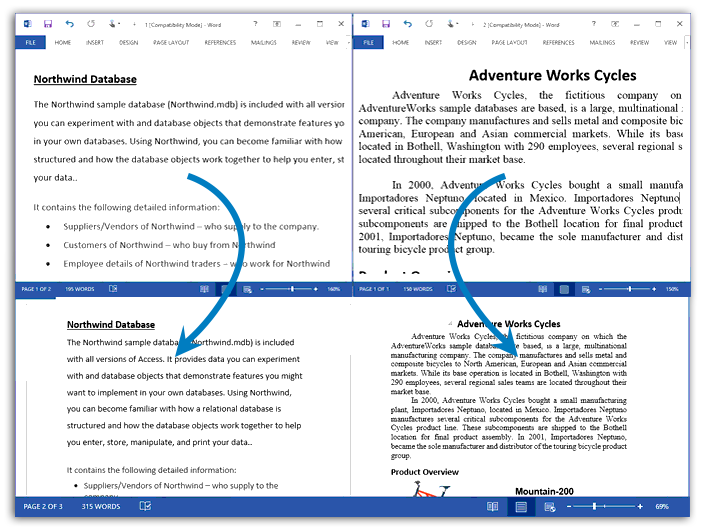 1 [Compatibility Mode] - Word
FILE HOME INSERT DESIGN PAGE LAYOUT REFERENCES MAILINGS REVIEW VIEW
Northwind Database
The Northwind sample database (Northwind.mdb) is included with all version
you can experiment with and database objects that demonstrate features yo
in your own databases. Using Northwind, you can become familiar with how
structured and how the database objects work together to help you enter, st
your data..
It contains the following detailed information:
• Suppliers/Vendors of Northwind – who supply to the company.
• Customers of Northwind – who buy from Northwind
• Employee details of Northwind traders – who work for Northwind
PAGE 1 OF 2 195 WORDS 160%
2 [Compatibility Mode] - Word
FILE HOME INSERT DESIGN PAGE LAYOUT REFERENCES MAILINGS REVIEW VIEW
Adventure Works Cycles
Adventure Works Cycles, the fictitious company on
AdventureWorks sample databases are based, is a large, multinational
company. The company manufactures and sells metal and composite bic
American, European and Asian commercial markets. While its base
located in Bothell, Washington with 290 employees, several regional s
located throughout their market base.
In 2000, Adventure Works Cycles bought a small manufa
Importadores Neptuno, located in Mexico. Importadores Neptuno
several critical subcomponents for the Adventure Works Cycles produ
subcomponents are shipped to the Bothell location for final product
2001, Importadores Neptuno, became the sole manufacturer and dist
touring bicycle product group.
Product Overview
PAGE 1 OF 1 150 WORDS 150%
Northwind Database
The Northwind sample database (Northwind.mdb) is included
with all versions of Access. It provides data you can experiment
with and database objects that demonstrate features you might
want to implement in your own databases. Using Northwind,
you can become familiar with how a relational database is
structured and how the database objects work together to help
you enter, store, manipulate, and print your data..
It contains the following detailed information:
• Suppliers/Vendors of Northwind – who supply to the
company.
Adventure Works Cycles
Adventure Works Cycles, the fictitious company on which the
AdventureWorks sample databases are based, is a large, multinational
manufacturing company. The company manufactures and sells metal and
composite bicycles to North American, European and Asian commercial
markets. While its base operation is located in Bothell, Washington with
290 employees, several regional sales teams are located throughout their
market base.
In 2000, Adventure Works Cycles bought a small manufacturing
plant, Importadores Neptuno, located in Mexico. Importadores Neptuno
manufactures several critical subcomponents for the Adventure Works
Cycles product line. These subcomponents are shipped to the Bothell
location for final product assembly. In 2001, Importadores Neptuno,
became the sole manufacturer and distributor of the touring bicycle product
group.
Product Overview
Mountain-200
PAGE 2 OF 3 315 WORDS 69%